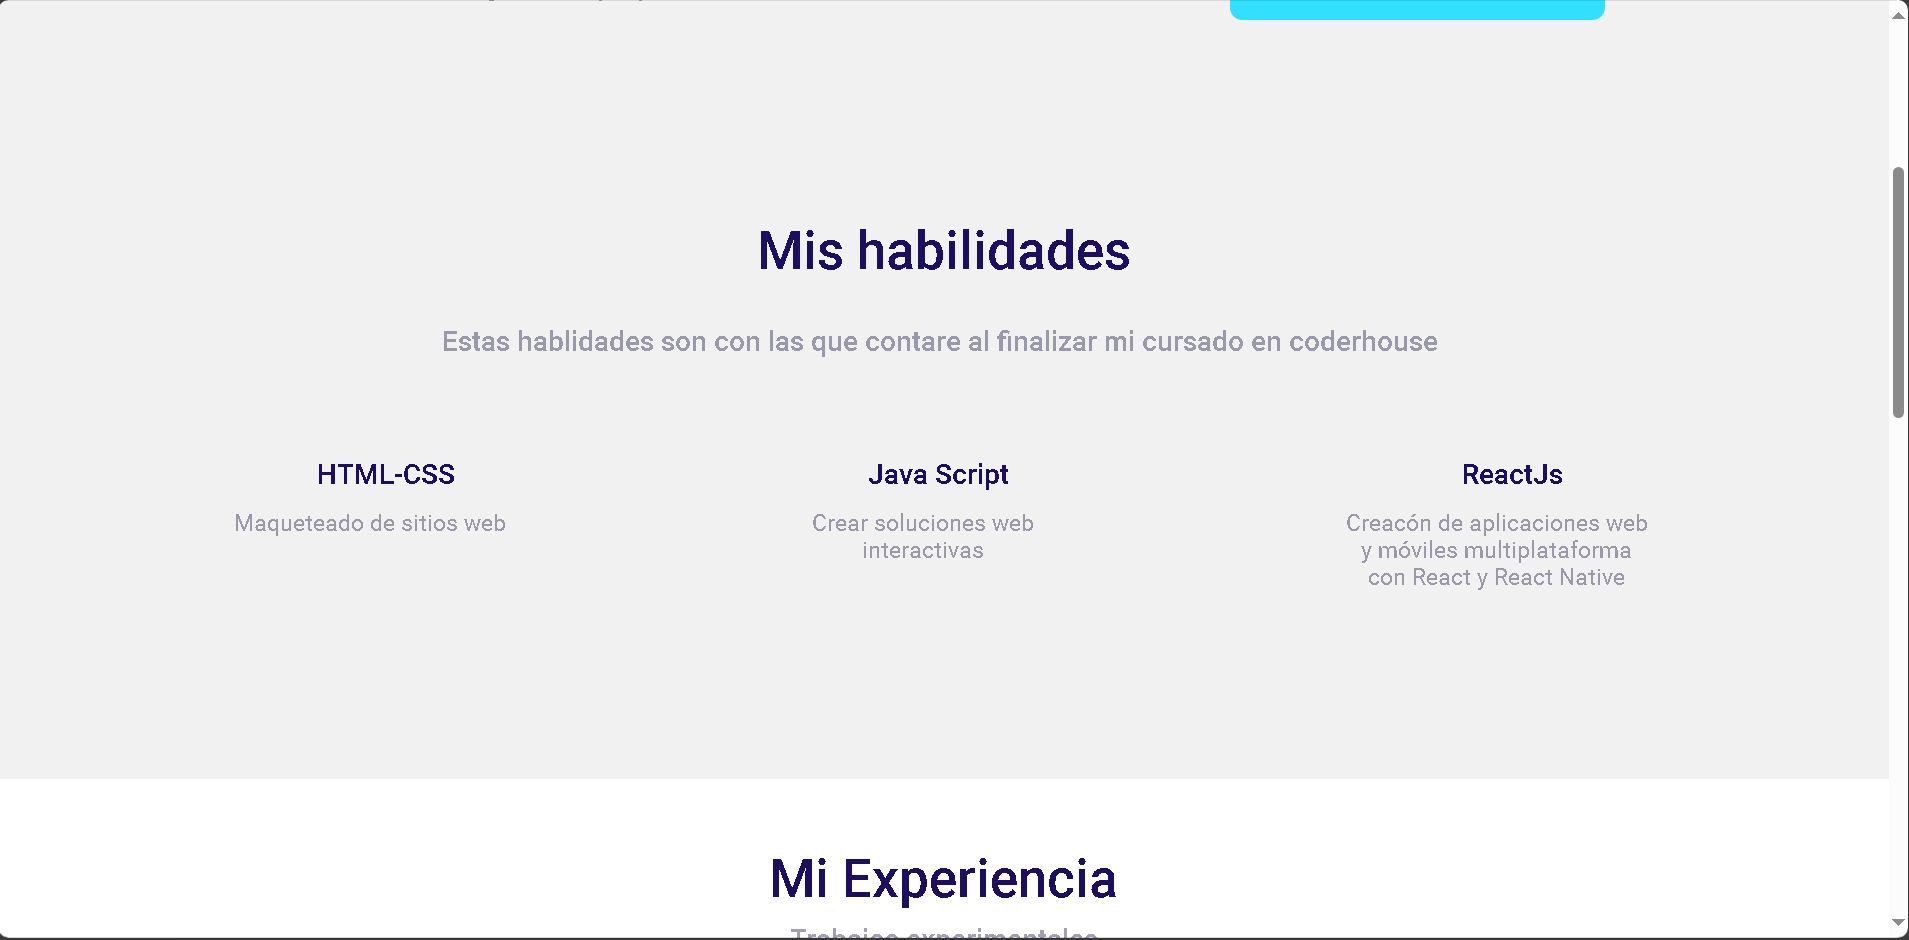 Mis habilidades
Estas hablidades son con las que contare al finalizar mi cursado en coderhouse
HTML-CSS
Maqueteado de sitios web
Java Script
Crear soluciones web
interactivas
ReactJs
Creacón de aplicaciones web
y móviles multiplataforma
con React y React Native
Mi Experiencia
Trabajos experimentales